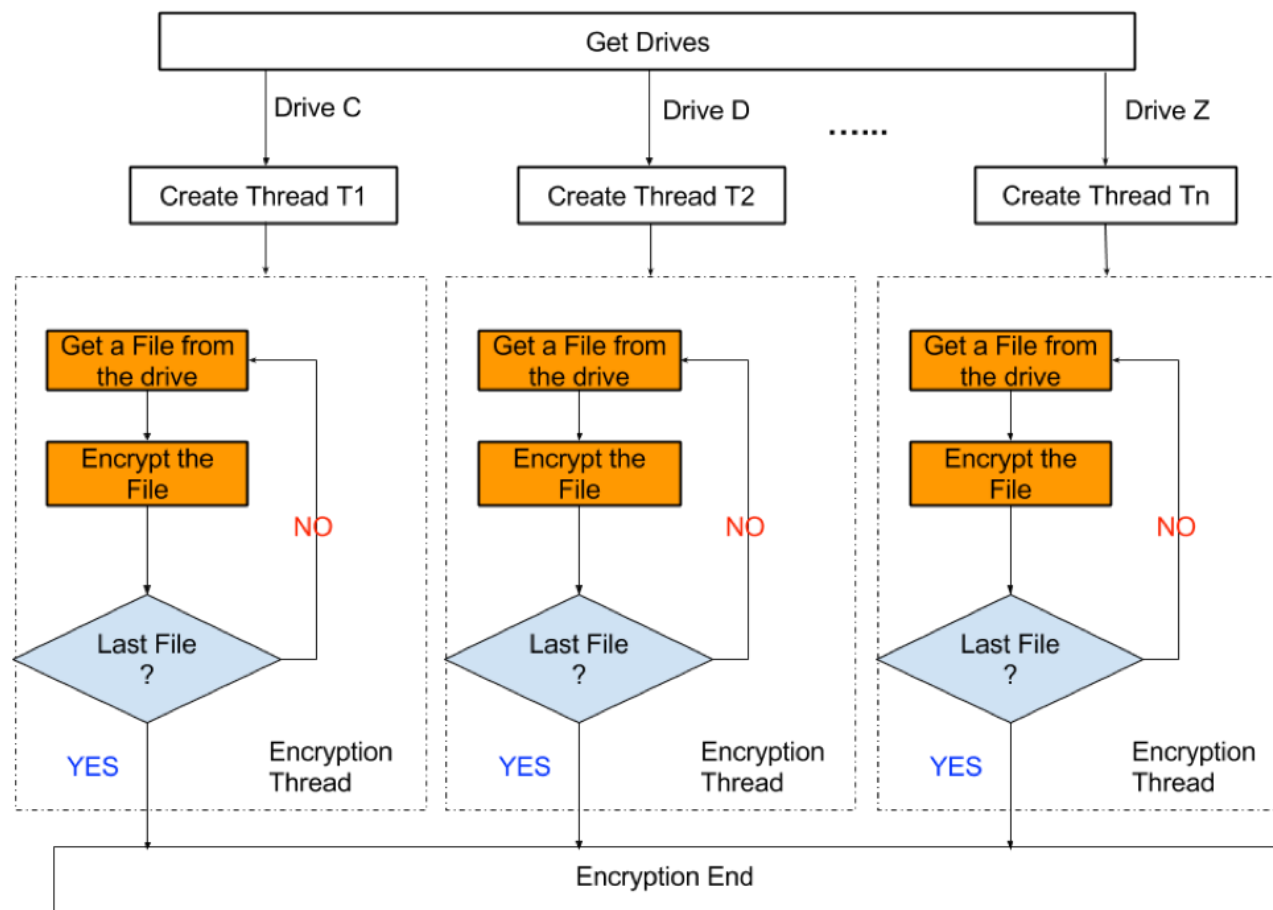 Get Drives
Drive C
Drive D
......
Drive Z
Create Thread T1
Create Thread T2
Create Thread Tn
Get a File from
the drive
Encrypt the
File
NO
Last File
?
YES
Encryption
Thread
Get a File from
the drive
Encrypt the
File
NO
Last File
?
YES
Encryption
Thread
Get a File from
the drive
Encrypt the
File
NO
Last File
?
YES
Encryption
Thread
Encryption End